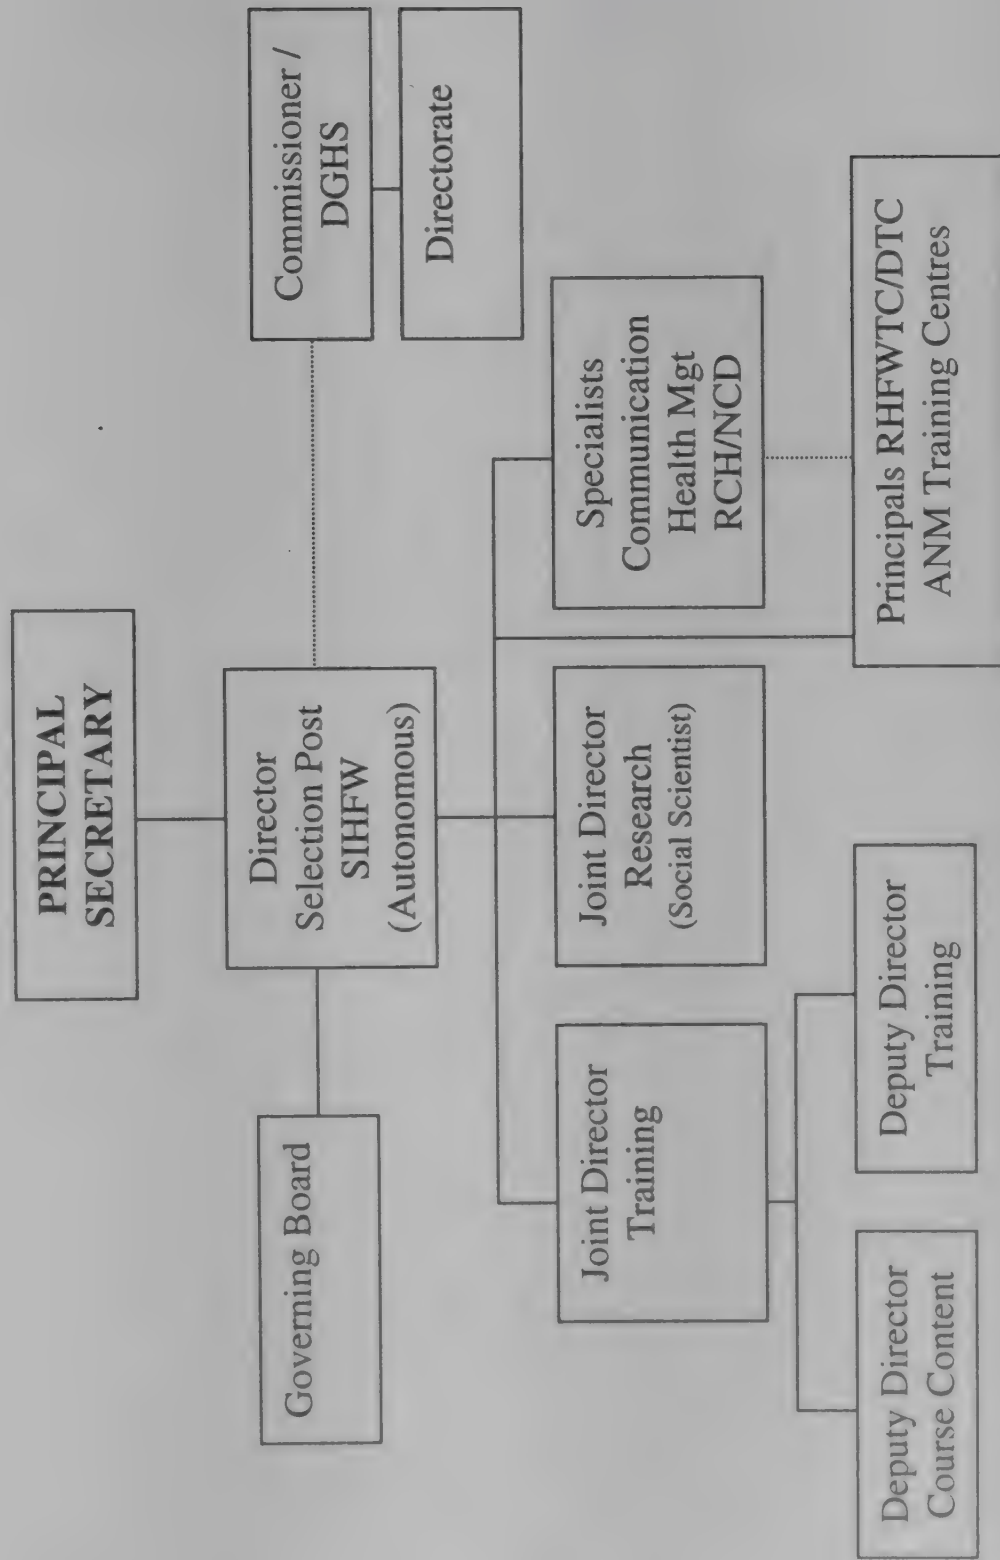 PRINCIPAL
SECRETARY
Governing Board
Director
Selection Post
SIHFW
(Autonomous)
Commissioner /
DGHS
Directorate
Joint Director
Training
Joint Director
Research
(Social Scientist)
Specialists
Communication
Health Mgt
RCH/NCD
Deputy Director
Course Content
Deputy Director
Training
Principals RHFWTC/DTC
ANM Training Centres